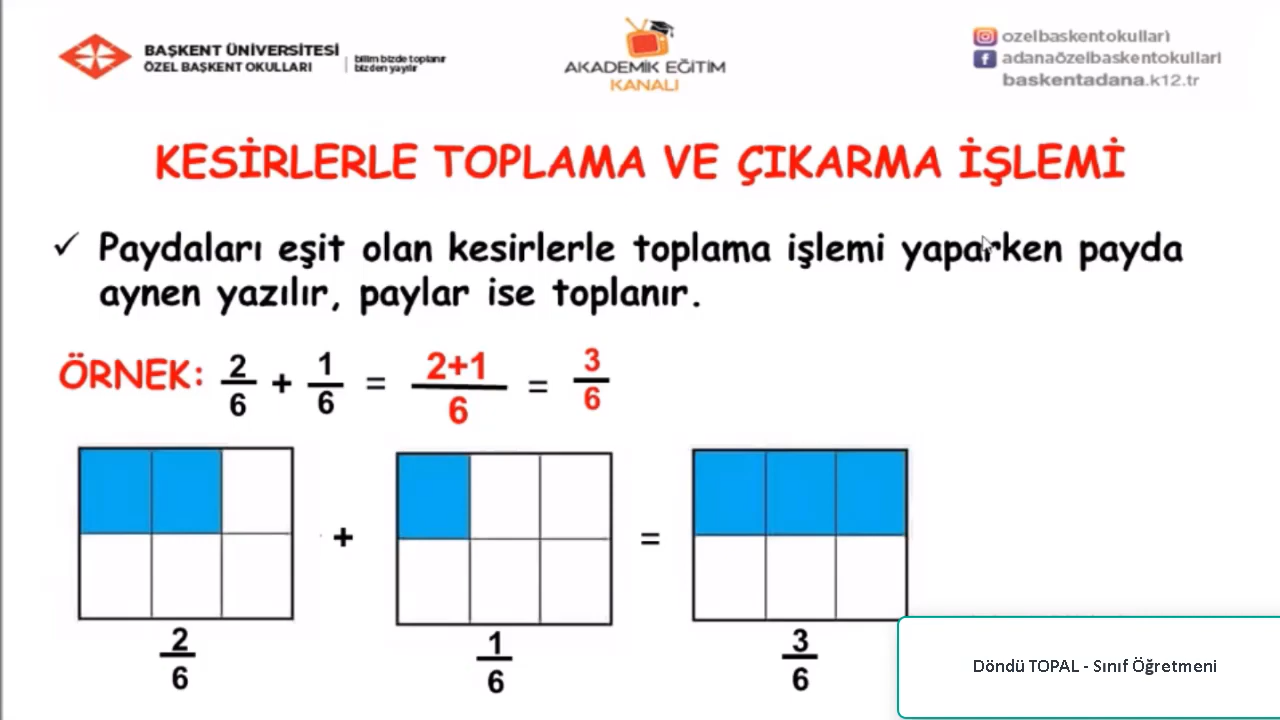 BAŞKENT ÜNİVERSİTESİ
ÖZEL BAŞKENT OKULLARI
bilim bizde toplanır
bizden yayılır
AKADEMİK EĞİTİM
KANALI
ozelbaskentokullari
adanaözelbaskentokullari
baskentadana.k12.tr
KESİRLERLE TOPLAMA VE ÇIKARMA İŞLEMİ
✓ Paydaları eşit olan kesirlerle toplama işlemi yaparken payda
aynen yazılır, paylar ise toplanır.
ÖRNEK: 2/6 + 1/6 = 2+1/6 = 3/6
+ =
2/6 1/6 3/6
Döndü TOPAL - Sınıf Öğretmeni